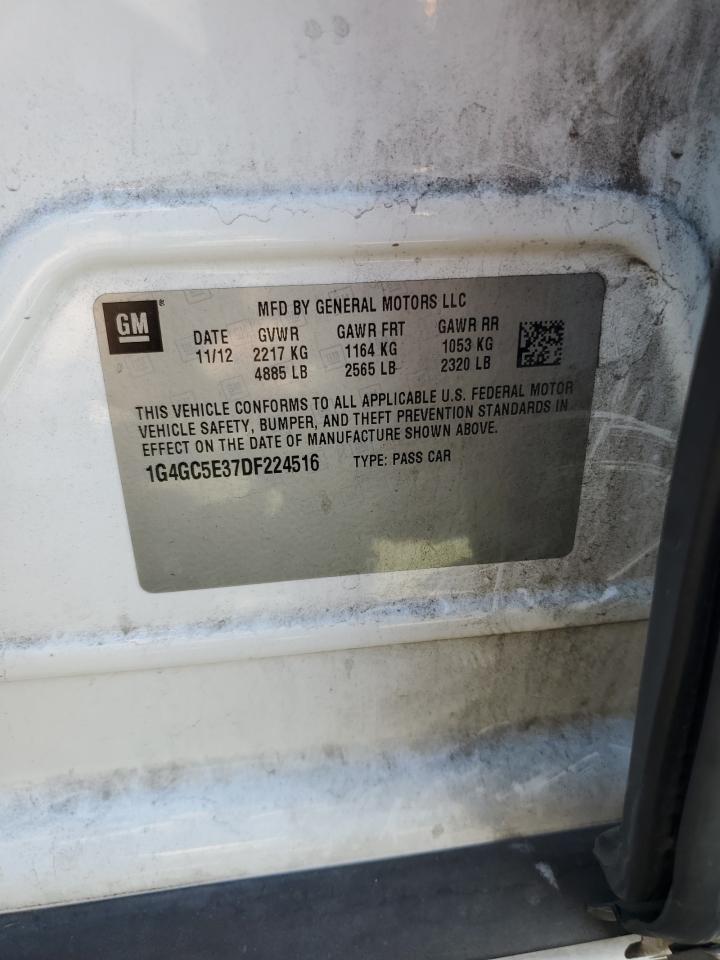 GM ®
MFD BY GENERAL MOTORS LLC
DATE GVWR GAWR FRT GAWR RR
11/12 2217 KG 1164 KG 1053 KG
4885 LB 2565 LB 2320 LB
THIS VEHICLE CONFORMS TO ALL APPLICABLE U.S. FEDERAL MOTOR
VEHICLE SAFETY, BUMPER, AND THEFT PREVENTION STANDARDS IN
EFFECT ON THE DATE OF MANUFACTURE SHOWN ABOVE.
1G4GC5E37DF224516 TYPE: PASS CAR